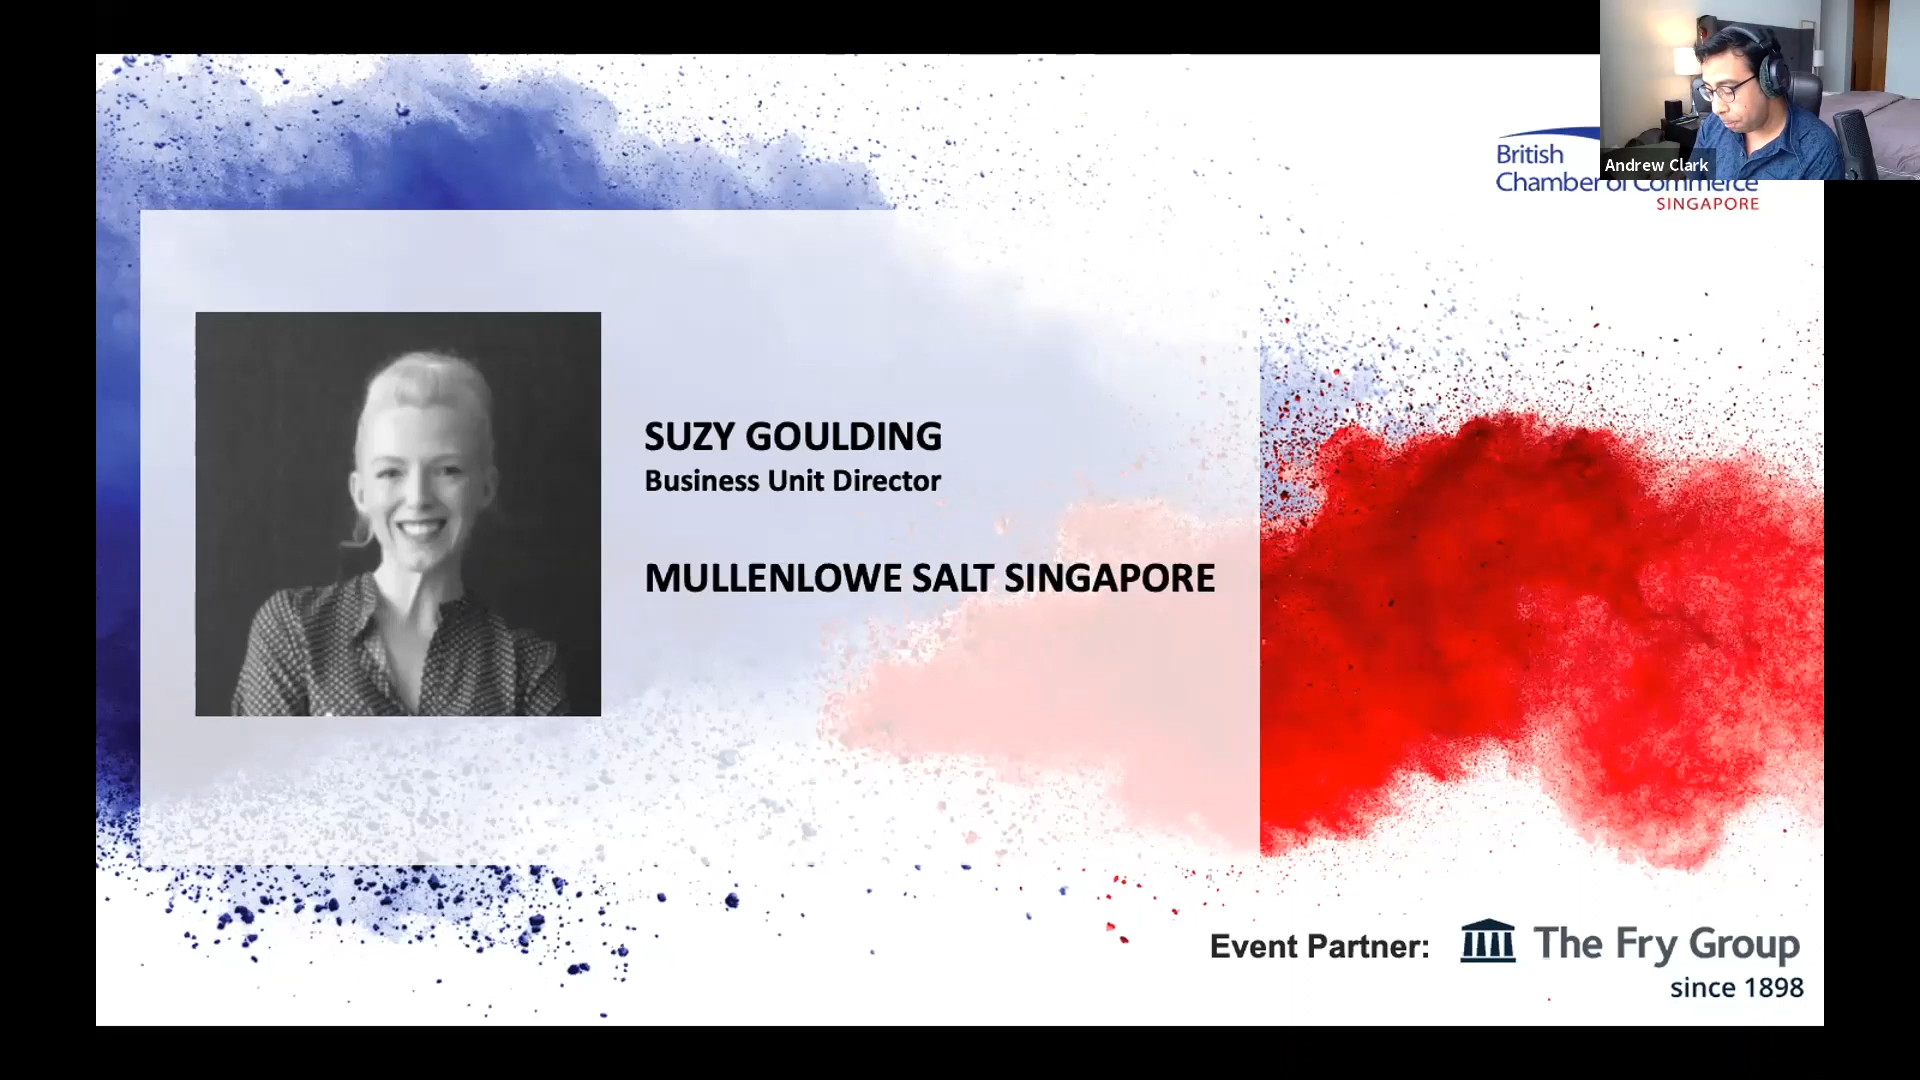 Andrew Clark
British
Chamber of Commerce
SINGAPORE
SUZY GOULDING
Business Unit Director
MULLENLOWE SALT SINGAPORE
Event Partner: The Fry Group
since 1898